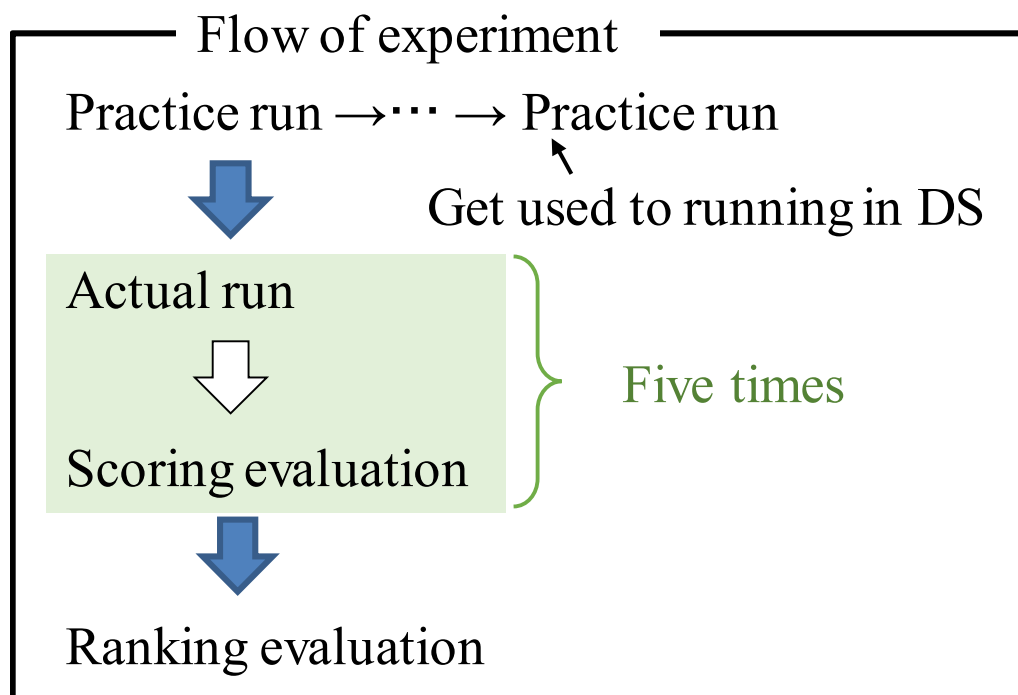 Flow of experiment
Practice run →⋯ → Practice run
Get used to running in DS
Actual run
Five times
Scoring evaluation
Ranking evaluation